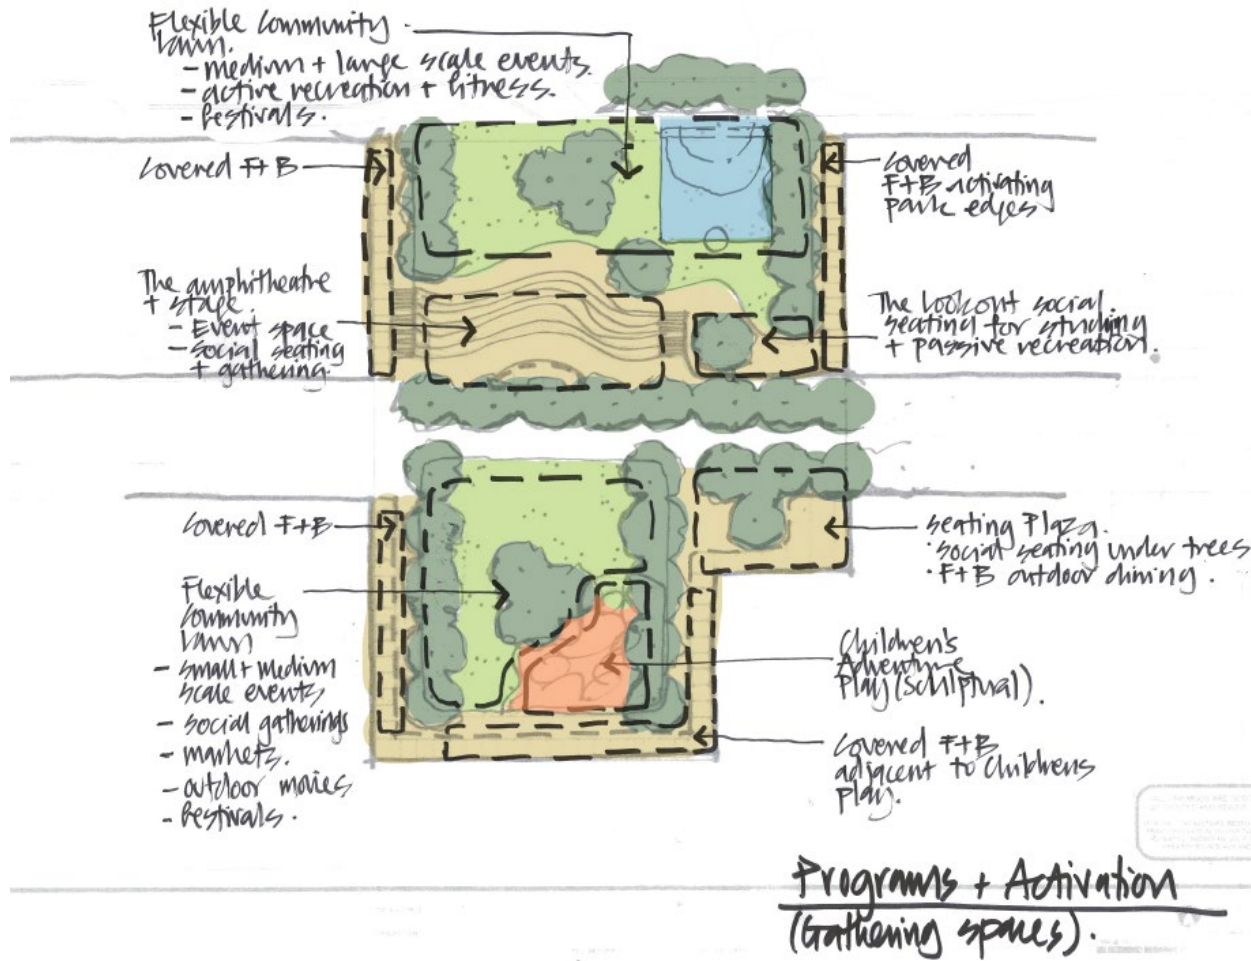 Flexible Community
Lawn.
- medium + large scale events.
- active recreation + fitness.
- festivals.
Covered F+B
Covered
F+B activating
park edges
The amphitheatre
+ stage.
- Event space
- social seating
+ gathering.
The lookout social
seating for studying
+ passive recreation.
Covered F+B
Seating Plaza.
· social seating under trees
· F+B outdoor dining.
Flexible
Community
Lawn
- small + medium
scale events
- social gatherings
- markets.
- outdoor movies
- festivals.
Children's
Adventure
Play (Sculptural).
Covered F+B
adjacent to Childrens
Play.
Programs + Activation
(Gathering spaces).